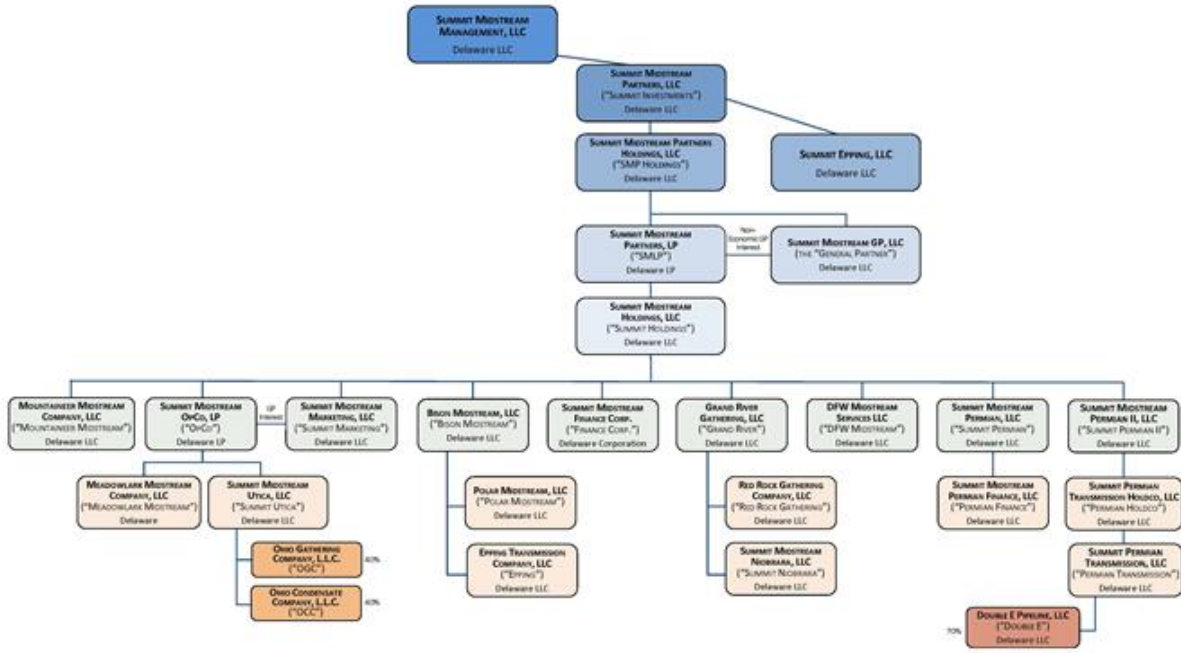 SUMMIT MIDSTREAM
MANAGEMENT, LLC
Delaware LLC
SUMMIT MIDSTREAM
PARTNERS, LLC
("SUMMIT INVESTMENTS")
Delaware LLC
SUMMIT MIDSTREAM PARTNERS
HOLDINGS, LLC
("SMP HOLDINGS")
Delaware LLC
SUMMIT EPPING, LLC
Delaware LLC
SUMMIT MIDSTREAM
PARTNERS, LP
("SMLP")
Delaware LP
Non-
Economic GP
Interest
SUMMIT MIDSTREAM GP, LLC
(THE "GENERAL PARTNER")
Delaware LLC
SUMMIT MIDSTREAM
HOLDINGS, LLC
("SUMMIT HOLDINGS")
Delaware LLC
MOUNTAINEER MIDSTREAM
COMPANY, LLC
("MOUNTAINEER MIDSTREAM")
Delaware LLC
SUMMIT MIDSTREAM
OPCO, LP
("OPCO")
Delaware LP
Interest
SUMMIT MIDSTREAM
MARKETING, LLC
("SUMMIT MARKETING")
Delaware LLC
BISON MIDSTREAM, LLC
("BISON MIDSTREAM")
Delaware LLC
SUMMIT MIDSTREAM
FINANCE CORP.
("FINANCE CORP.")
Delaware Corporation
GRAND RIVER
GATHERING, LLC
("GRAND RIVER")
Delaware LLC
DFW MIDSTREAM
SERVICES LLC
("DFW MIDSTREAM")
Delaware LLC
SUMMIT MIDSTREAM
PERMIAN, LLC
("SUMMIT PERMIAN")
Delaware LLC
SUMMIT MIDSTREAM
PERMIAN II, LLC
("SUMMIT PERMIAN II")
Delaware LLC
MEADOWLARK MIDSTREAM
COMPANY, LLC
("MEADOWLARK MIDSTREAM")
Delaware
SUMMIT MIDSTREAM
UTICA, LLC
("SUMMIT UTICA")
Delaware LLC
POLAR MIDSTREAM, LLC
("POLAR MIDSTREAM")
Delaware LLC
RED ROCK GATHERING
COMPANY, LLC
("RED ROCK GATHERING")
Delaware LLC
SUMMIT MIDSTREAM
PERMIAN FINANCE, LLC
("PERMIAN FINANCE")
Delaware LLC
SUMMIT PERMIAN
TRANSMISSION HOLDCO, LLC
("PERMIAN HOLDCO")
Delaware LLC
OHIO GATHERING
COMPANY, L.L.C.
("OGC")
40%
EPPING TRANSMISSION
COMPANY, LLC
("EPPING")
Delaware LLC
SUMMIT MIDSTREAM
NIOBRARA, LLC
("SUMMIT NIOBRARA")
Delaware LLC
SUMMIT PERMIAN
TRANSMISSION, LLC
("PERMIAN TRANSMISSION")
Delaware LLC
OHIO CONDENSATE
COMPANY, L.L.C.
("OCC")
40%
70%
DOUBLE E PIPELINE, LLC
("DOUBLE E")
Delaware LLC